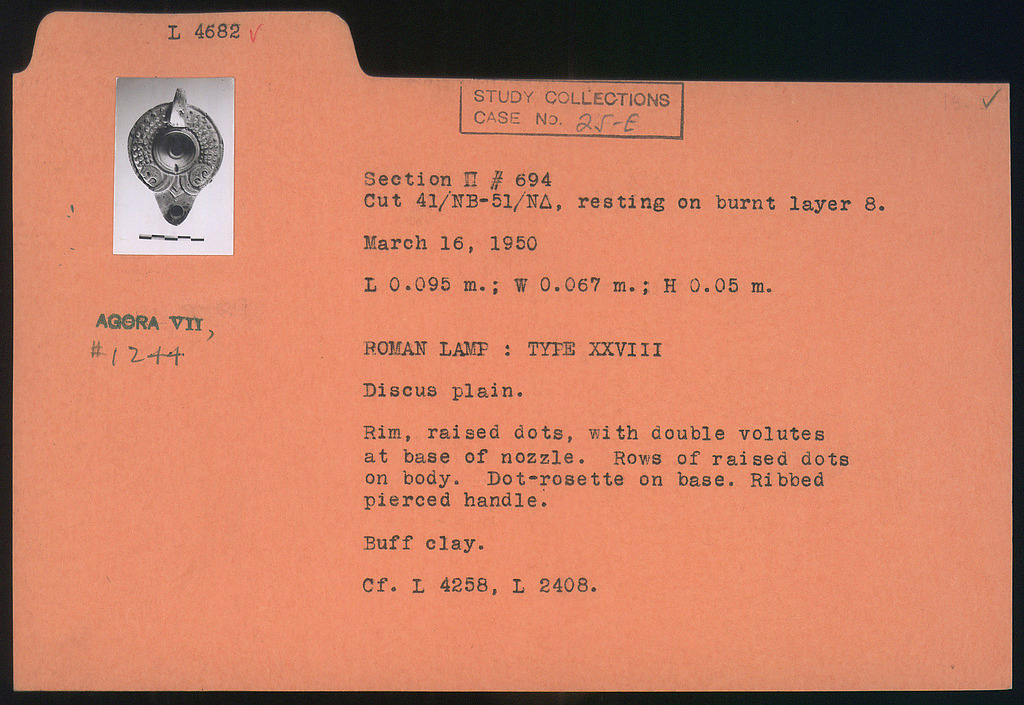 L 4682 ✓
STUDY COLLECTIONS
CASE No. 25-E
Section Π # 694
Cut 41/NB-51/NΔ, resting on burnt layer 8.
March 16, 1950
L 0.095 m.; W 0.067 m.; H 0.05 m.
AGORA VII,
#1244
ROMAN LAMP : TYPE XXVIII
Discus plain.
Rim, raised dots, with double volutes
at base of nozzle. Rows of raised dots
on body. Dot-rosette on base. Ribbed
pierced handle.
Buff clay.
Cf. L 4258, L 2408.